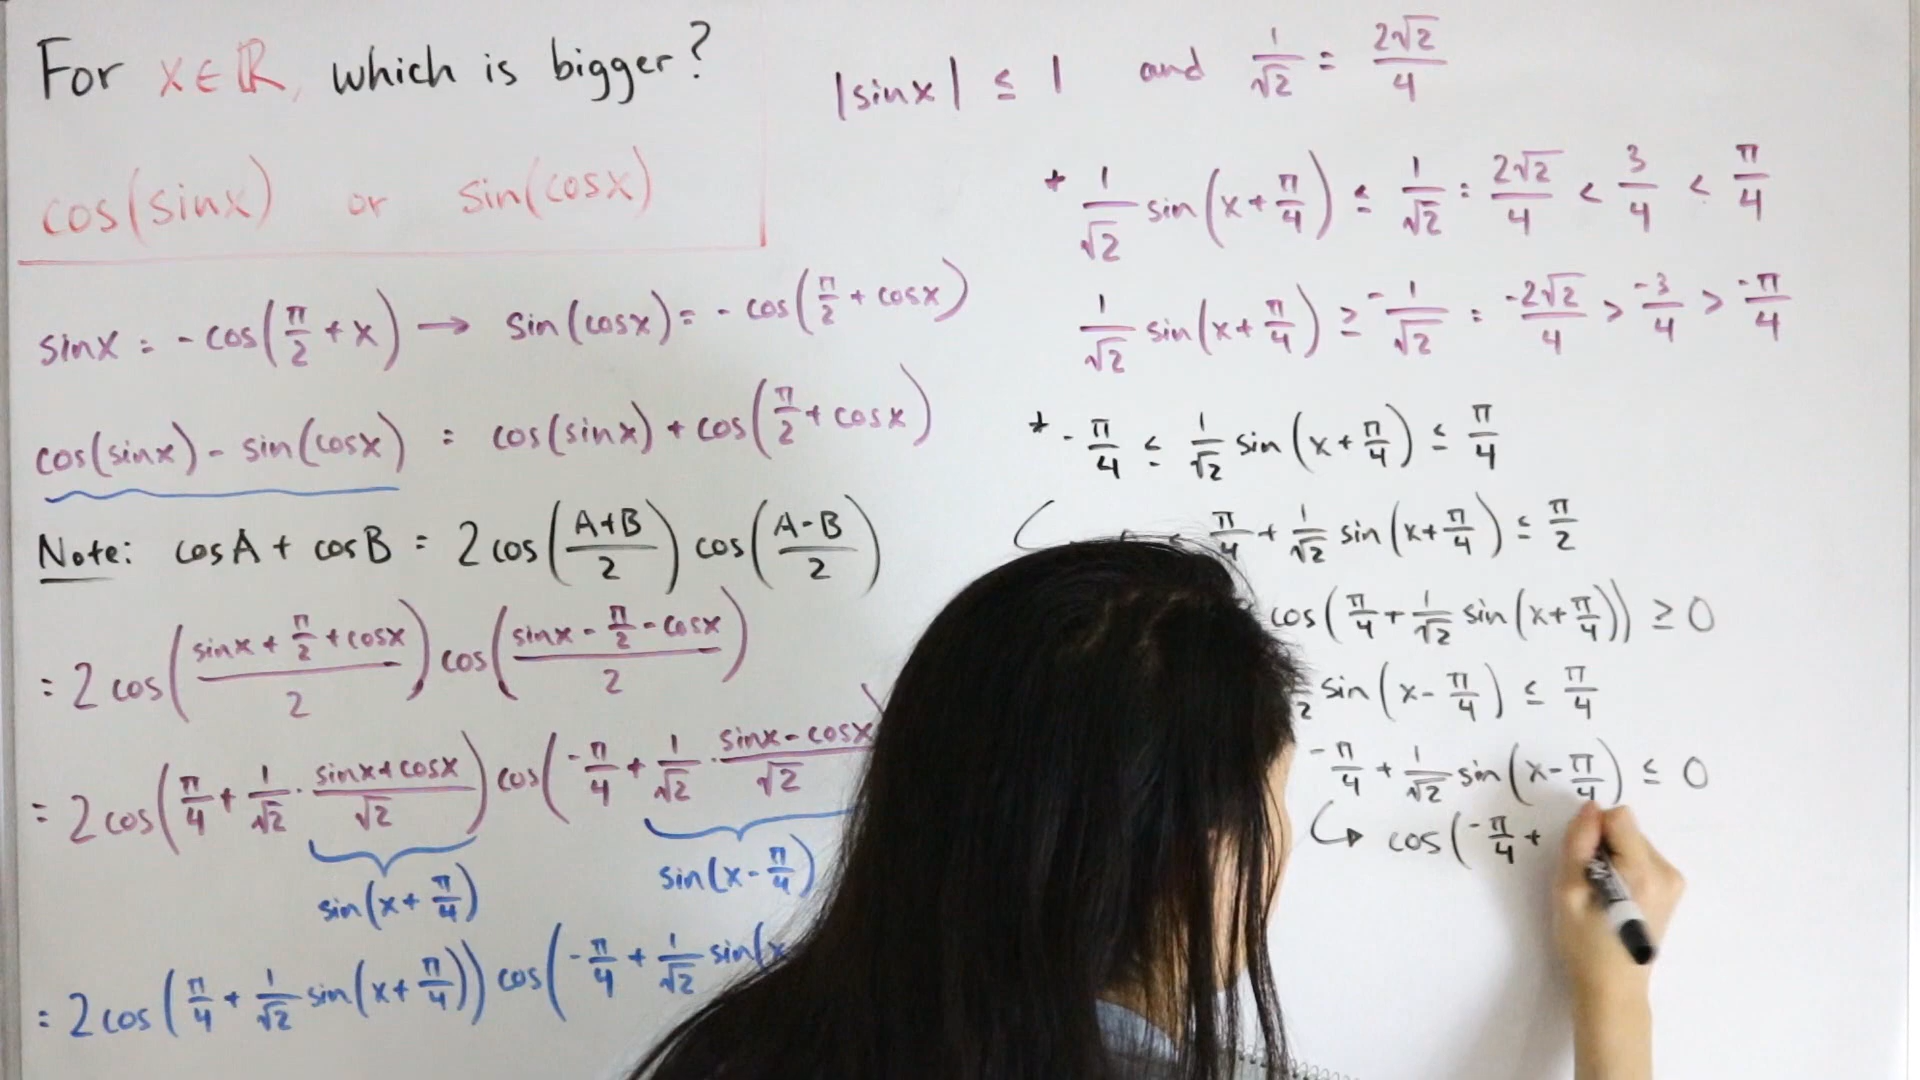 For x∈ℝ, which is bigger?
cos(sinx) or sin(cosx)
sinx = -cos(π/2 + x) → sin(cosx) = -cos(π/2 + cosx)
cos(sinx) - sin(cosx) = cos(sinx) + cos(π/2 + cosx)
Note: cosA + cosB = 2cos((A+B)/2) cos((A-B)/2)
= 2cos((sinx + π/2 + cosx)/2) cos((sinx - π/2 - cosx)/2)
= 2cos(π/4 + 1/√2 · (sinx+cosx)/√2) cos(-π/4 + 1/√2 · (sinx-cosx)/√2
sin(x + π/4) sin(x - π/4)
= 2cos(π/4 + 1/√2 sin(x + π/4)) cos(-π/4 + 1/√2 sin(x
|sinx| ≤ 1 and 1/√2 = 2√2/4
* 1/√2 sin(x + π/4) ≤ 1/√2 = 2√2/4 < 3/4 < π/4
1/√2 sin(x + π/4) ≥ -1/√2 = -2√2/4 > -3/4 > -π/4
* -π/4 ≤ 1/√2 sin(x + π/4) ≤ π/4
π/4 + 1/√2 sin(x + π/4) ≤ π/2
cos(π/4 + 1/√2 sin(x + π/4)) ≥ 0
2 sin(x - π/4) ≤ π/4
-π/4 + 1/√2 sin(x - π/4) ≤ 0
↳ cos(-π/4 +